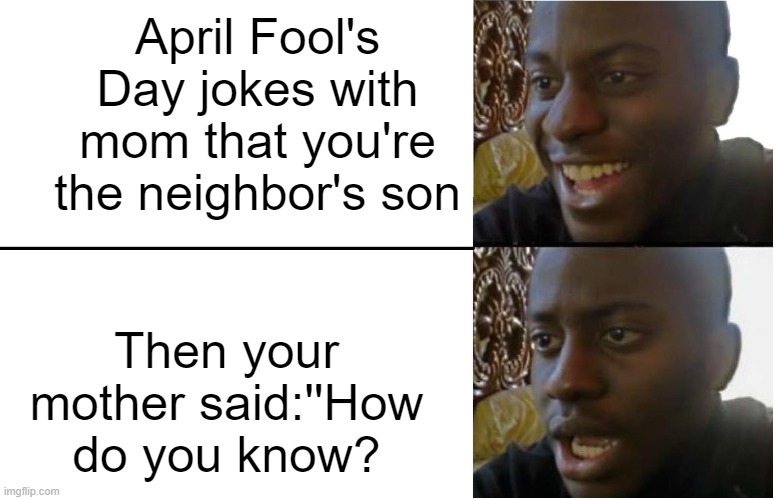 April Fool's
Day jokes with
mom that you're
the neighbor's son
Then your
mother said:"How
do you know?
imgflip.com